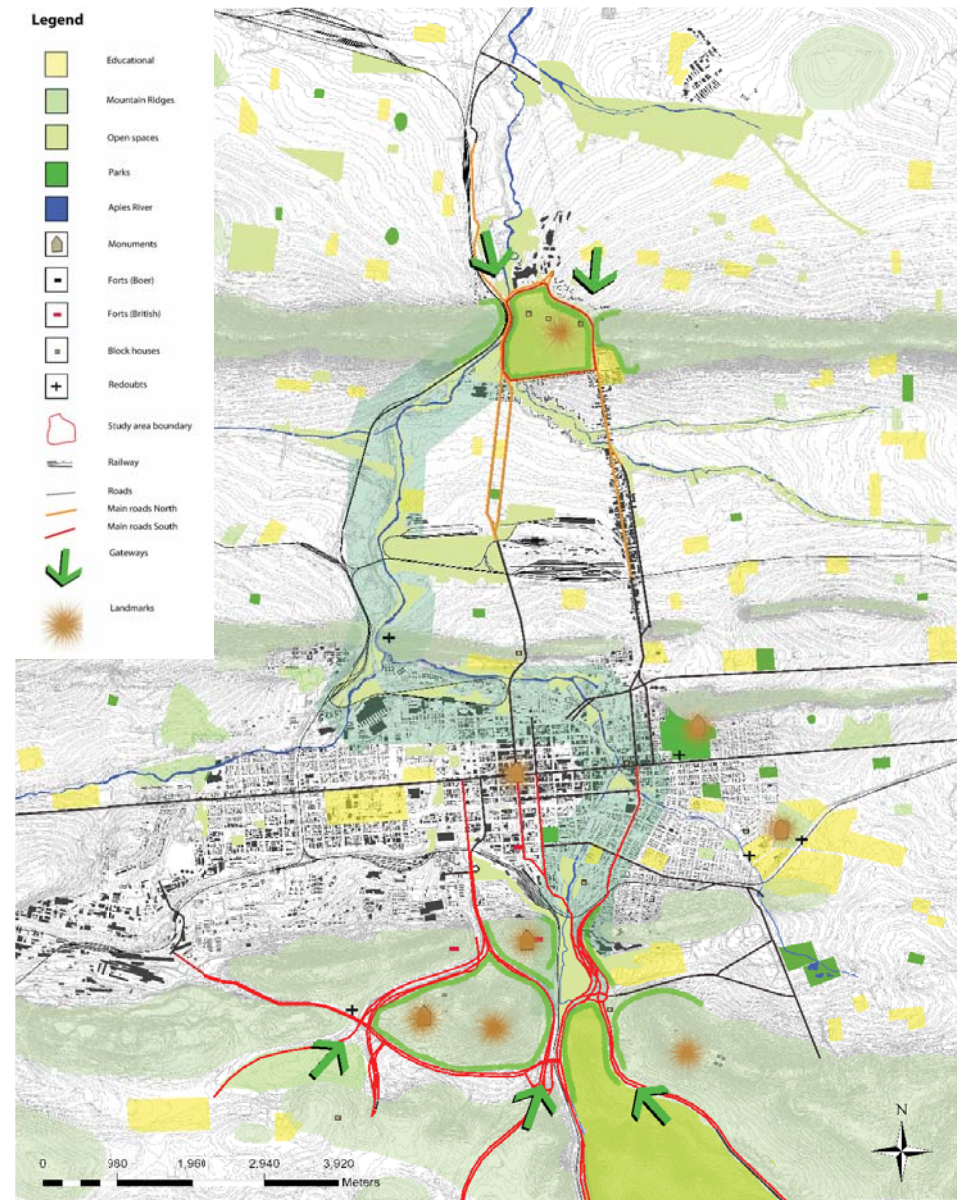 Legend
Educational
Mountain Ridges
Open spaces
Parks
Apies River
Monuments
Forts (Boer)
Forts (British)
Block houses
Redoubts
Study area boundary
Railway
Roads
Main roads North
Main roads South
Gateways
Landmarks
N
0 980 1,960 2,940 3,920
Meters